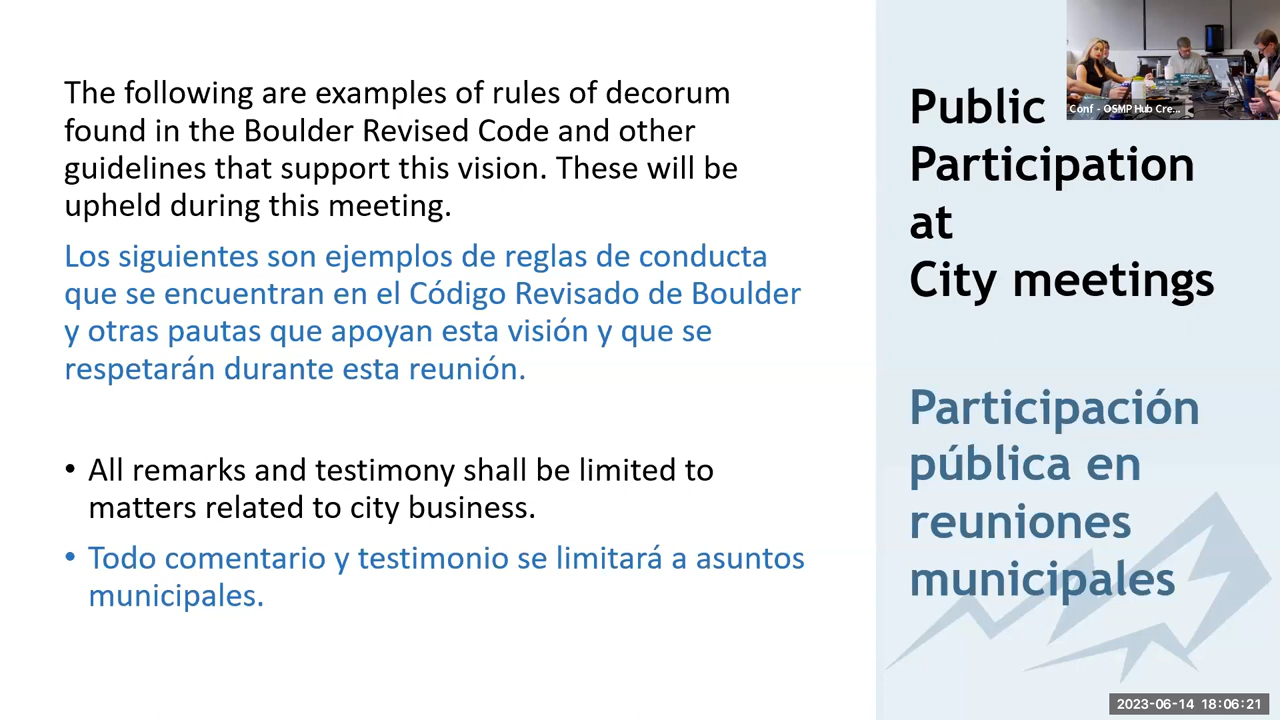 The following are examples of rules of decorum
found in the Boulder Revised Code and other
guidelines that support this vision. These will be
upheld during this meeting.
Los siguientes son ejemplos de reglas de conducta
que se encuentran en el Código Revisado de Boulder
y otras pautas que apoyan esta visión y que se
respetarán durante esta reunión.
• All remarks and testimony shall be limited to
matters related to city business.
• Todo comentario y testimonio se limitará a asuntos
municipales.
Public
Participation
at
City meetings
Participación
pública en
reuniones
municipales
Conf - OSMP Hub Cre...
2023-06-14 18:06:21